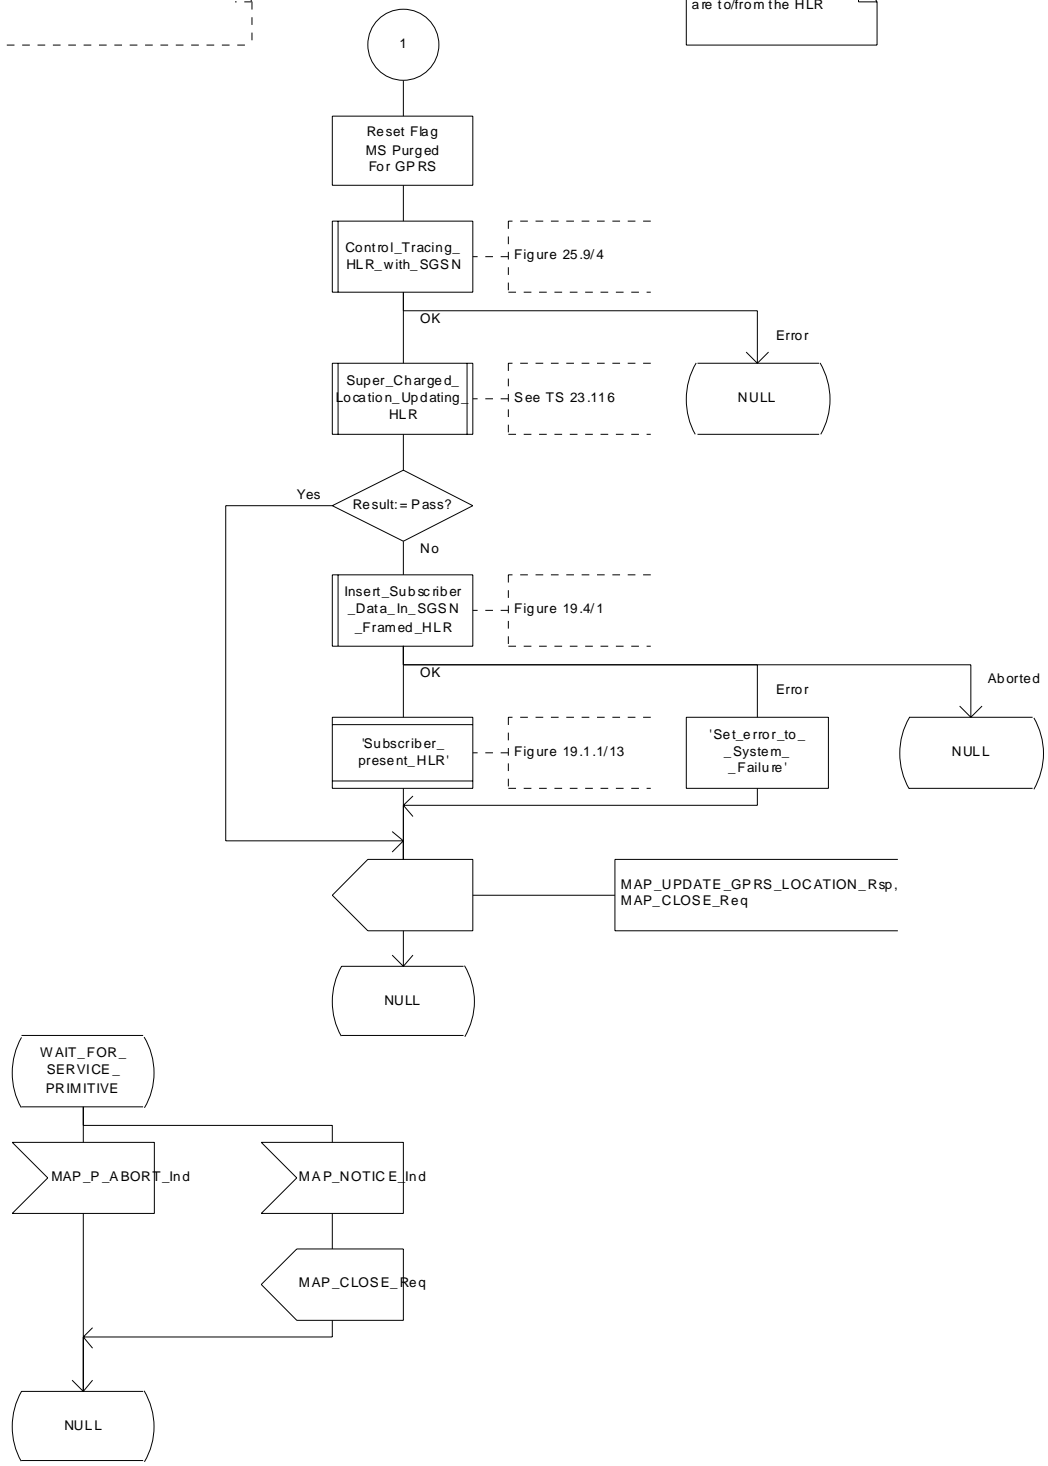 are to/from the HLR
1
Reset Flag
MS Purged
For GPRS
Control_Tracing_
HLR_with_SGSN
Figure 25.9/4
OK
Error
Super_Charged_
Location_Updating_
HLR
See TS 23.116
NULL
Yes
Result:=Pass?
No
Insert_Subscriber
_Data_In_SGSN
_Framed_HLR
Figure 19.4/1
OK
Error
Aborted
'Subscriber_
present_HLR'
Figure 19.1.1/13
'Set_error_to_
_System_
_Failure'
NULL
MAP_UPDATE_GPRS_LOCATION_Rsp,
MAP_CLOSE_Req
NULL
WAIT_FOR_
SERVICE_
PRIMITIVE
MAP_P_ABORT_Ind
MAP_NOTICE_Ind
MAP_CLOSE_Req
NULL